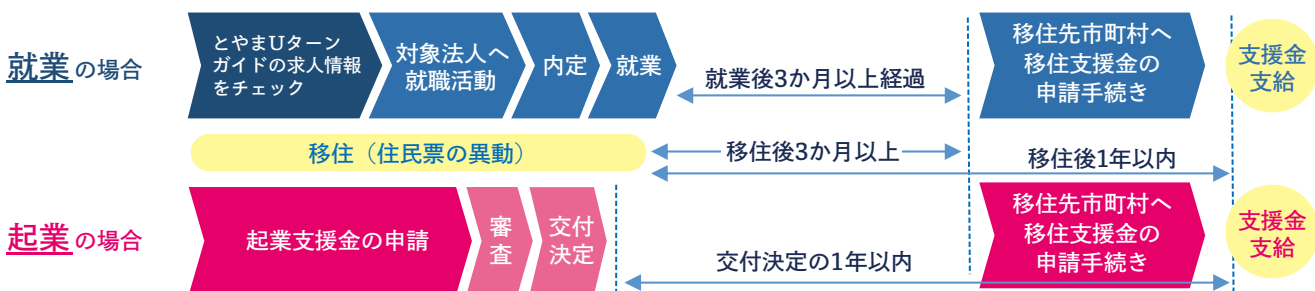 就業の場合
とやまUターン
ガイドの求人情報
をチェック
対象法人へ
就職活動
内定
就業
就業後3か月以上経過
移住先市町村へ
移住支援金の
申請手続き
支援金
支給
移住（住民票の異動）
移住後3か月以上
移住後1年以内
起業の場合
起業支援金の申請
審
査
交付
決定
交付決定の1年以内
移住先市町村へ
移住支援金の
申請手続き
支援金
支給